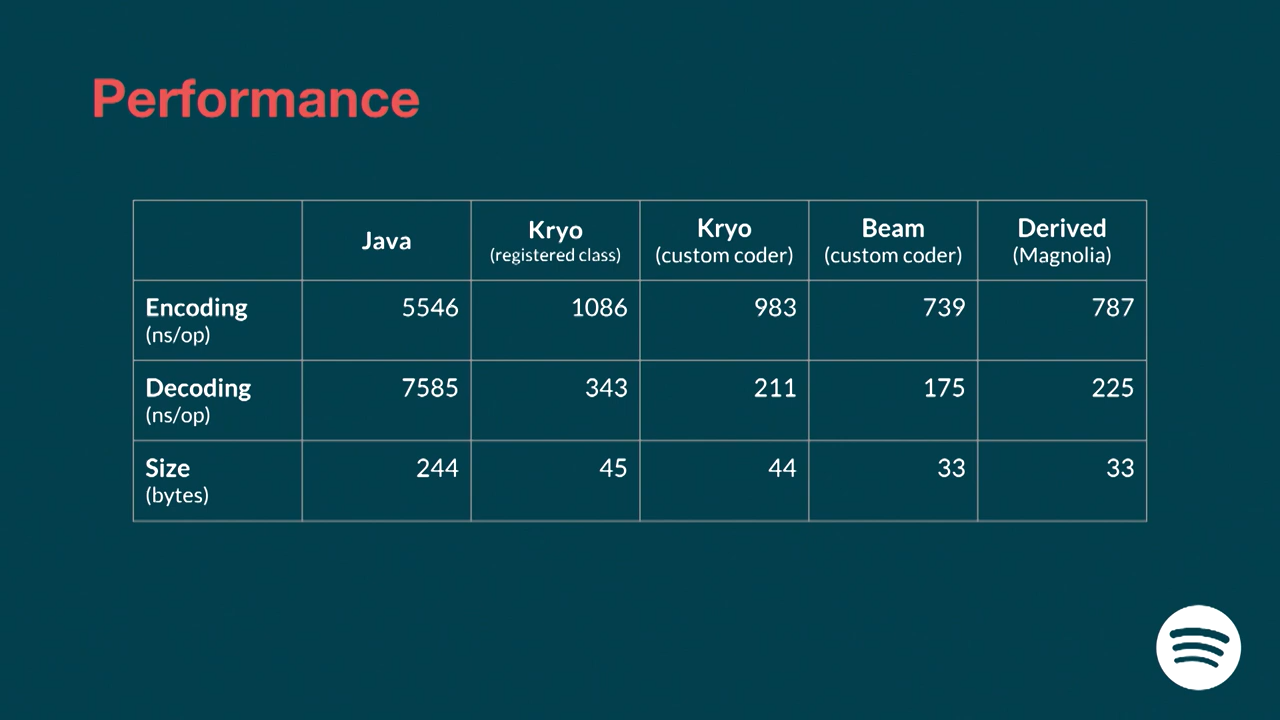 Performance
Java
Kryo
(registered class)
Kryo
(custom coder)
Beam
(custom coder)
Derived
(Magnolia)
Encoding
(ns/op)
5546
1086
983
739
787
Decoding
(ns/op)
7585
343
211
175
225
Size
(bytes)
244
45
44
33
33